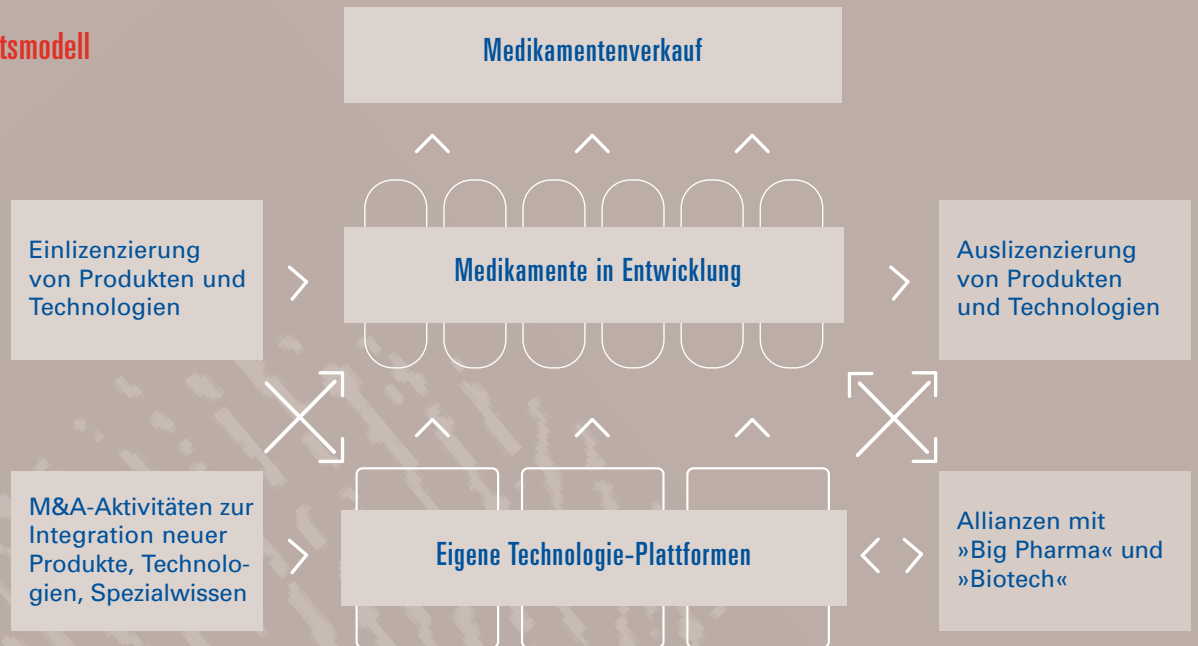 tsmodell
Medikamentenverkauf
Einlizenzierung
von Produkten und
Technologien
Medikamente in Entwicklung
Auslizenzierung
von Produkten
und Technologien
M&A-Aktivitäten zur
Integration neuer
Produkte, Technolo-
gien, Spezialwissen
Eigene Technologie-Plattformen
Allianzen mit
»Big Pharma« und
»Biotech«